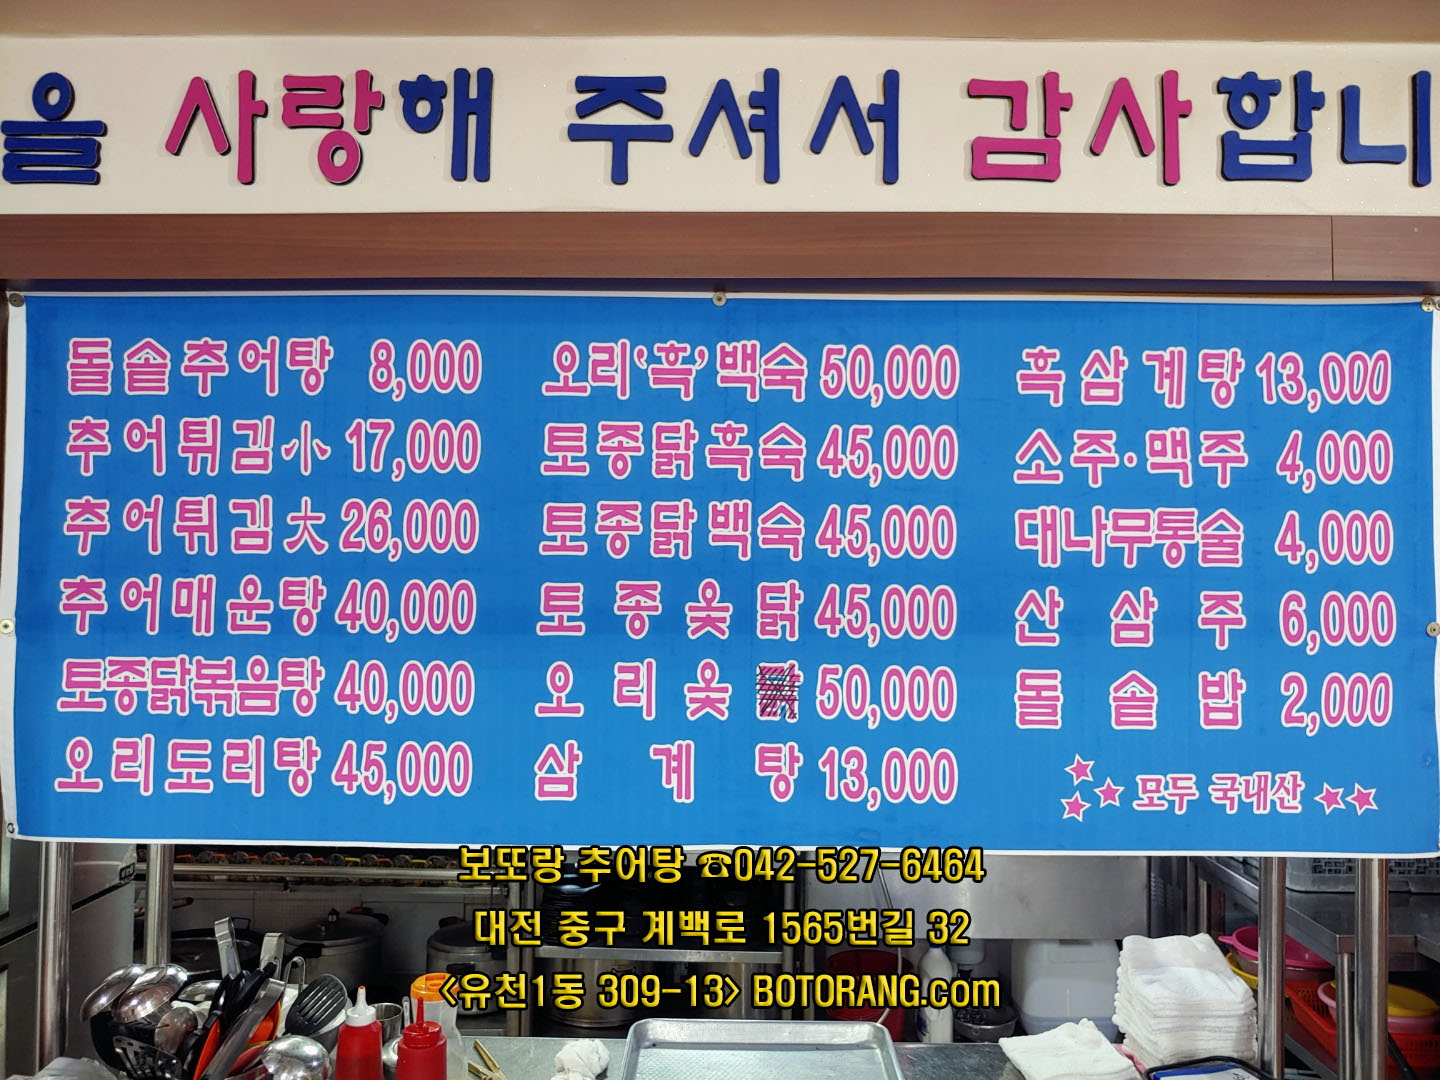 을 사랑해 주셔서 감사합니
돌솥추어탕 8,000
추어튀김小 17,000
추어튀김大 26,000
추어매운탕 40,000
토종닭볶음탕 40,000
오리도리탕 45,000
오리'흑'백숙 50,000
토종닭흑숙 45,000
토종닭백숙 45,000
토종옻닭 45,000
오리옻 50,000
삼계탕 13,000
흑삼계탕 13,000
소주·맥주 4,000
대나무통술 4,000
산삼주 6,000
돌솥밥 2,000
모두 국내산
보또랑 추어탕 ☎042-527-6464
대전 중구 계백로 1565번길 32
<유천1동 309-13> BOTORANG.com